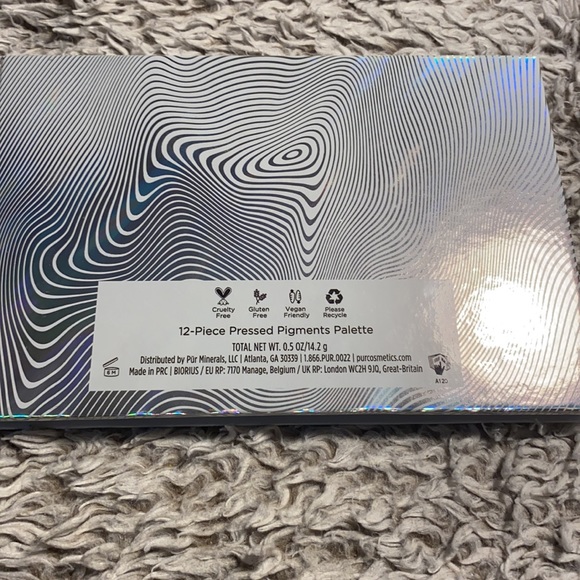 Cruelty Free
Gluten Free
Vegan Friendly
Please Recycle
12-Piece Pressed Pigments Palette
TOTAL NET WT. 0.5 OZ/14.2 g
Distributed by Pür Minerals, LLC | Atlanta, GA 30339 | 1.866.PUR.0022 | purcosmetics.com
Made in PRC | BIORIUS / EU RP: 7170 Manage, Belgium / UK RP: London WC2H 9JQ, Great-Britain
A120